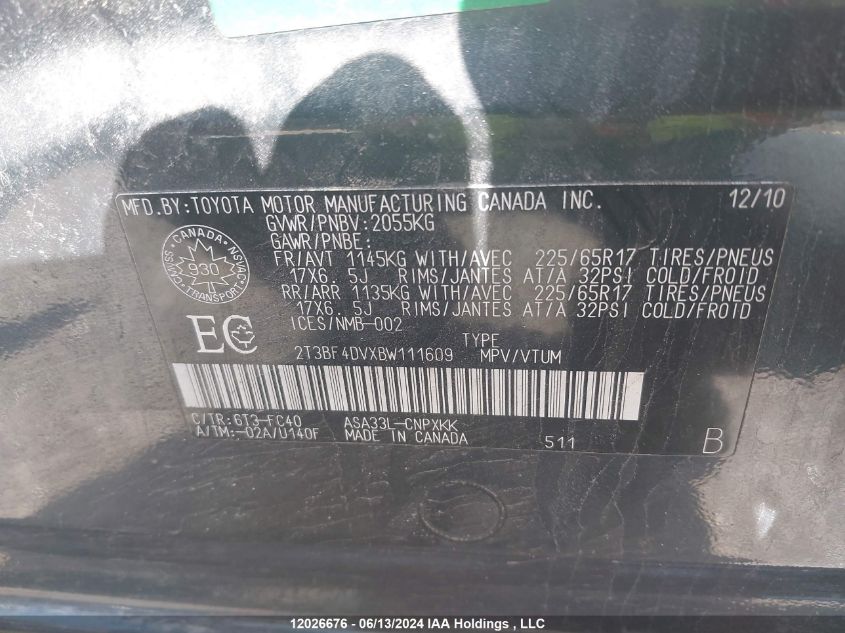 MFD.BY:TOYOTA MOTOR MANUFACTURING CANADA INC. 12/10
GVWR/PNBV:2055KG
GAWR/PNBE:
FR/AVT 1145KG WITH/AVEC 225/65R17 TIRES/PNEUS
17X6. 5J RIMS/JANTES AT/A 32PSI COLD/FROID
RR/ARR 1135KG WITH/AVEC 225/65R17 TIRES/PNEUS
17X6. 5J RIMS/JANTES AT/A 32PSI COLD/FROID
ICES/NMB-002
CANADA
NSVAC
930
SSVAC
TRANSPORT
EC
TYPE
2T3BF4DVXBW111609 MPV/VTUM
C/TR:6T3-FC40 ASA33L-CNPXKK
A/TM:-02A/U140F MADE IN CANADA 511 B
12026676 - 06/13/2024 IAA Holdings , LLC